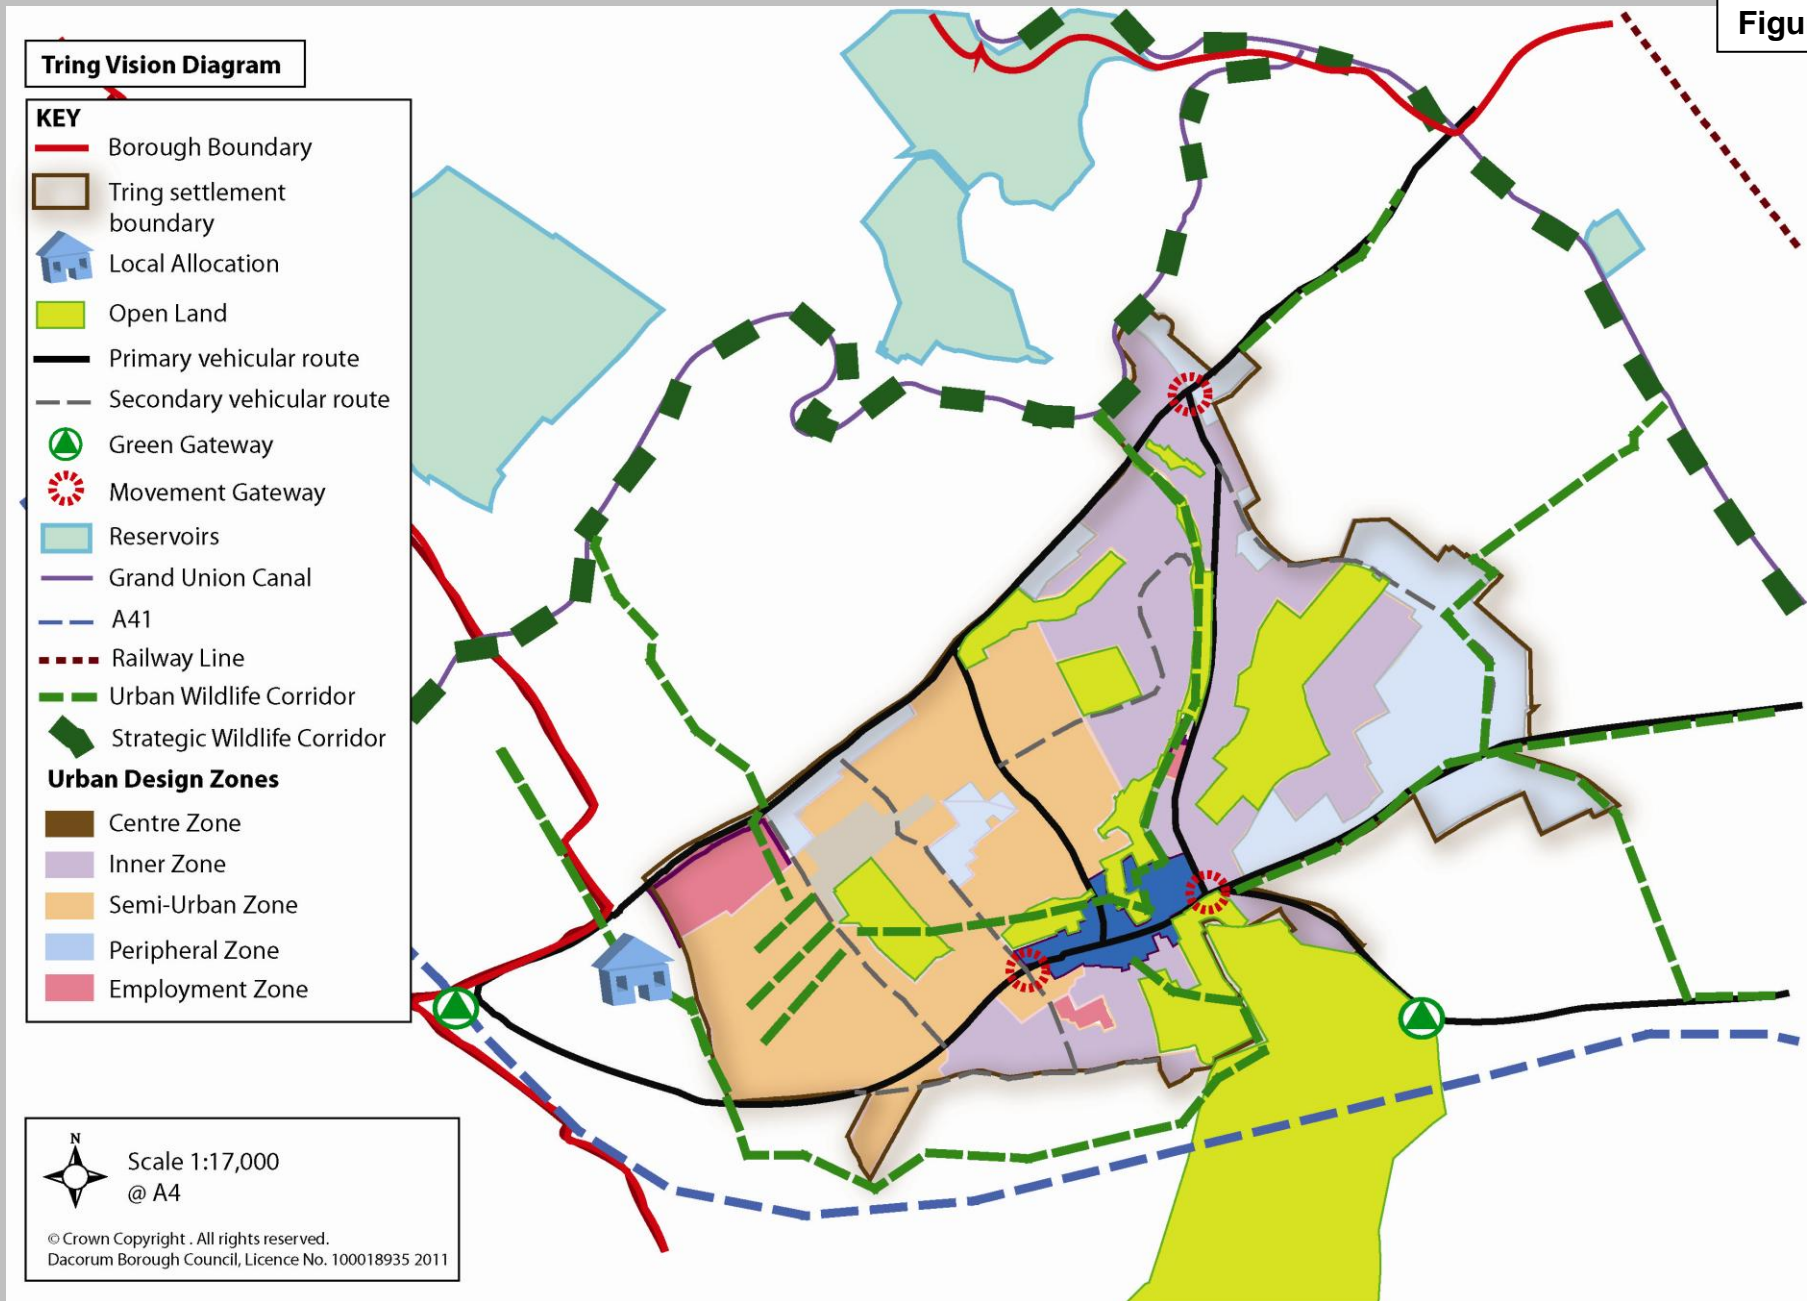 Figu
Tring Vision Diagram
KEY
Borough Boundary
Tring settlement
boundary
Local Allocation
Open Land
Primary vehicular route
Secondary vehicular route
Green Gateway
Movement Gateway
Reservoirs
Grand Union Canal
A41
Railway Line
Urban Wildlife Corridor
Strategic Wildlife Corridor
Urban Design Zones
Centre Zone
Inner Zone
Semi-Urban Zone
Peripheral Zone
Employment Zone
N
Scale 1:17,000
@ A4
© Crown Copyright . All rights reserved.
Dacorum Borough Council, Licence No. 100018935 2011